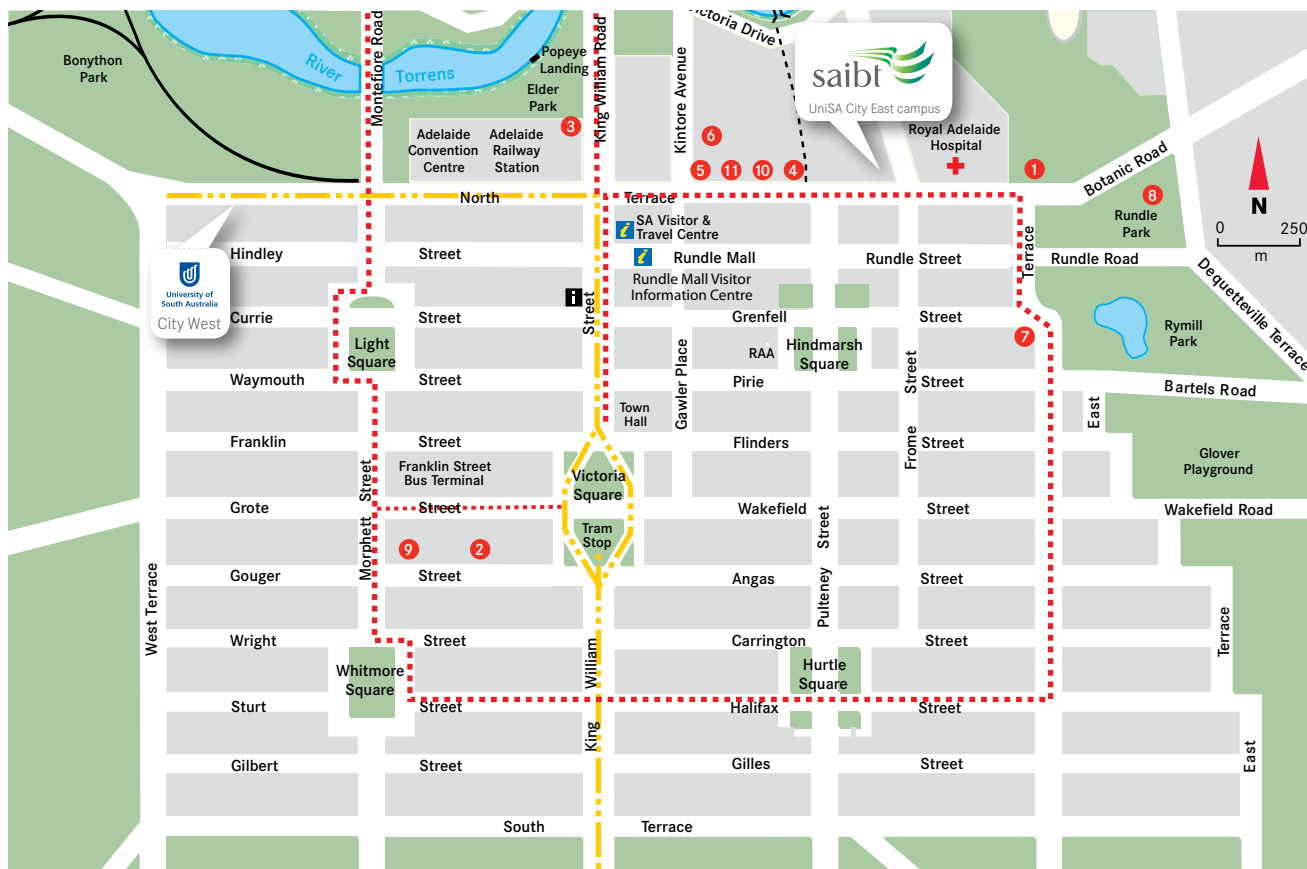 Victoria Drive
Bonython
Park
River
Torrens
Montefiore Road
Popeye
Landing
Elder
Park
King William Road
Kintore Avenue
saibt
UniSA City East campus
Adelaide
Convention
Centre
Adelaide
Railway
Station
3
6
5
11
10
4
Royal Adelaide
Hospital
1
Botanic Road
8
Rundle
Park
N
0
250
m
North
Terrace
SA Visitor &
Travel Centre
Hindley
Street
Rundle Mall
Rundle Street
Terrace
Rundle Road
Dequetteville Terrace
Rundle Mall Visitor
Information Centre
University of
South Australia
City West
i
i
i
Street
Currie
Street
Grenfell
Street
Light
Square
RAA
Hindmarsh
Square
7
Rymill
Park
Gawler Place
Waymouth
Street
Pirie
Street
Street
Bartels Road
Town
Hall
East
Franklin
Street
Flinders
Frome
Street
Franklin Street
Bus Terminal
Victoria
Square
Glover
Playground
Morphett
Street
Grote
Street
Wakefield
Street
Wakefield Road
Pulteney
Street
Tram
Stop
9
2
Gouger
Street
Angas
Street
West Terrace
Wright
Street
Carrington
Street
Terrace
Whitmore
Square
William
Hurtle
Square
Sturt
Street
Halifax
Street
King
East
Gilbert
Street
Gilles
Street
South
Terrace